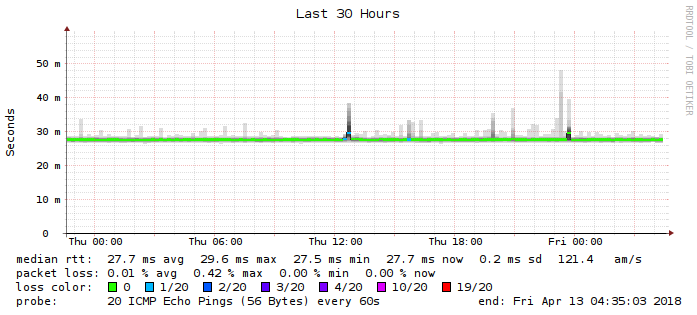 Last 30 Hours
RRDTOOL / TOBI OETIKER
Seconds
50 m
40 m
30 m
20 m
10 m
0
Thu 00:00 Thu 06:00 Thu 12:00 Thu 18:00 Fri 00:00
median rtt: 27.7 ms avg 29.6 ms max 27.5 ms min 27.7 ms now 0.2 ms sd 121.4 am/s
packet loss: 0.01 % avg 0.42 % max 0.00 % min 0.00 % now
loss color: 0 1/20 2/20 3/20 4/20 10/20 19/20
probe: 20 ICMP Echo Pings (56 Bytes) every 60s end: Fri Apr 13 04:35:03 2018